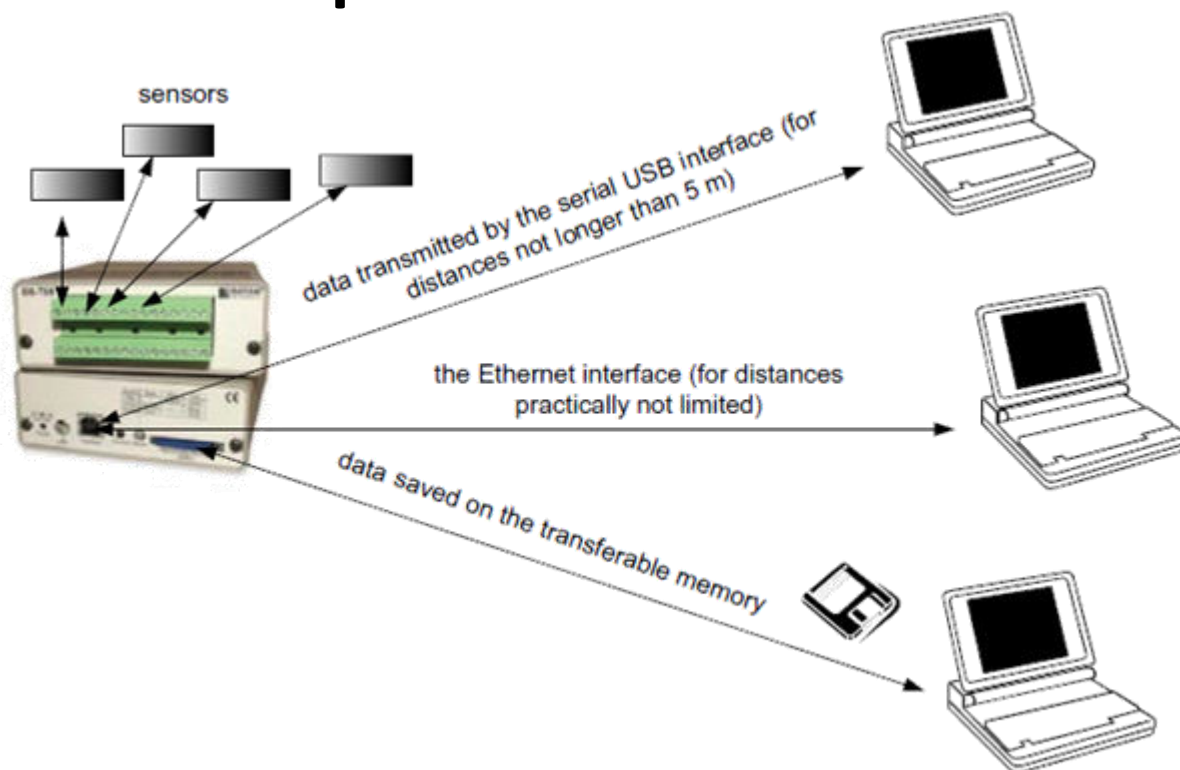 sensors
data transmitted by the serial USB interface (for
distances not longer than 5 m)
the Ethernet interface (for distances
practically not limited)
data saved on the transferable memory
CE